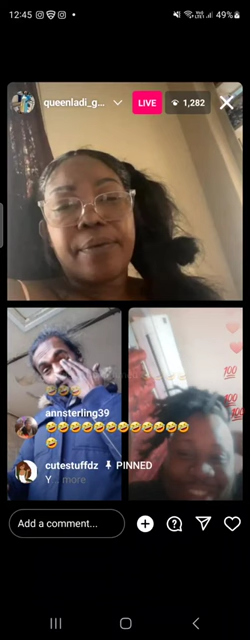 12:45
49%
queenladi_g...
LIVE
1,282
💯
💯
💯
🤣🤣🤣
annsterling39
🤣🤣🤣🤣🤣🤣🤣🤣🤣🤣🤣🤣
🤣
cutestuffdz PINNED
Y... more
Add a comment...